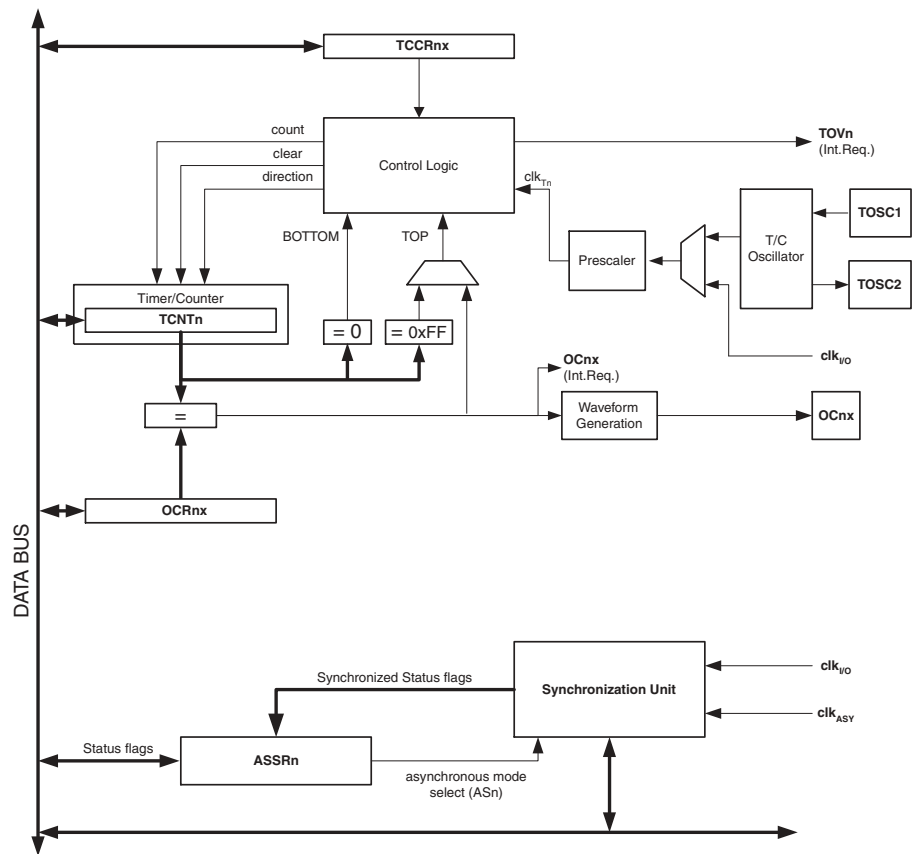 TCCRnx
count
clear
direction
Control Logic
TOVn
(Int.Req.)
clkTn
TOSC1
T/C
Oscillator
TOSC2
Prescaler
BOTTOM
TOP
Timer/Counter
TCNTn
= 0
= 0xFF
clkI/O
OCnx
(Int.Req.)
=
Waveform
Generation
OCnx
OCRnx
DATA BUS
Synchronized Status flags
Synchronization Unit
clkI/O
clkASY
Status flags
ASSRn
asynchronous mode
select (ASn)